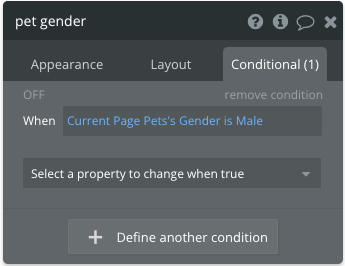 pet gender
Appearance Layout Conditional (1)
OFF remove condition
When Current Page Pets's Gender is Male
Select a property to change when true
Define another condition